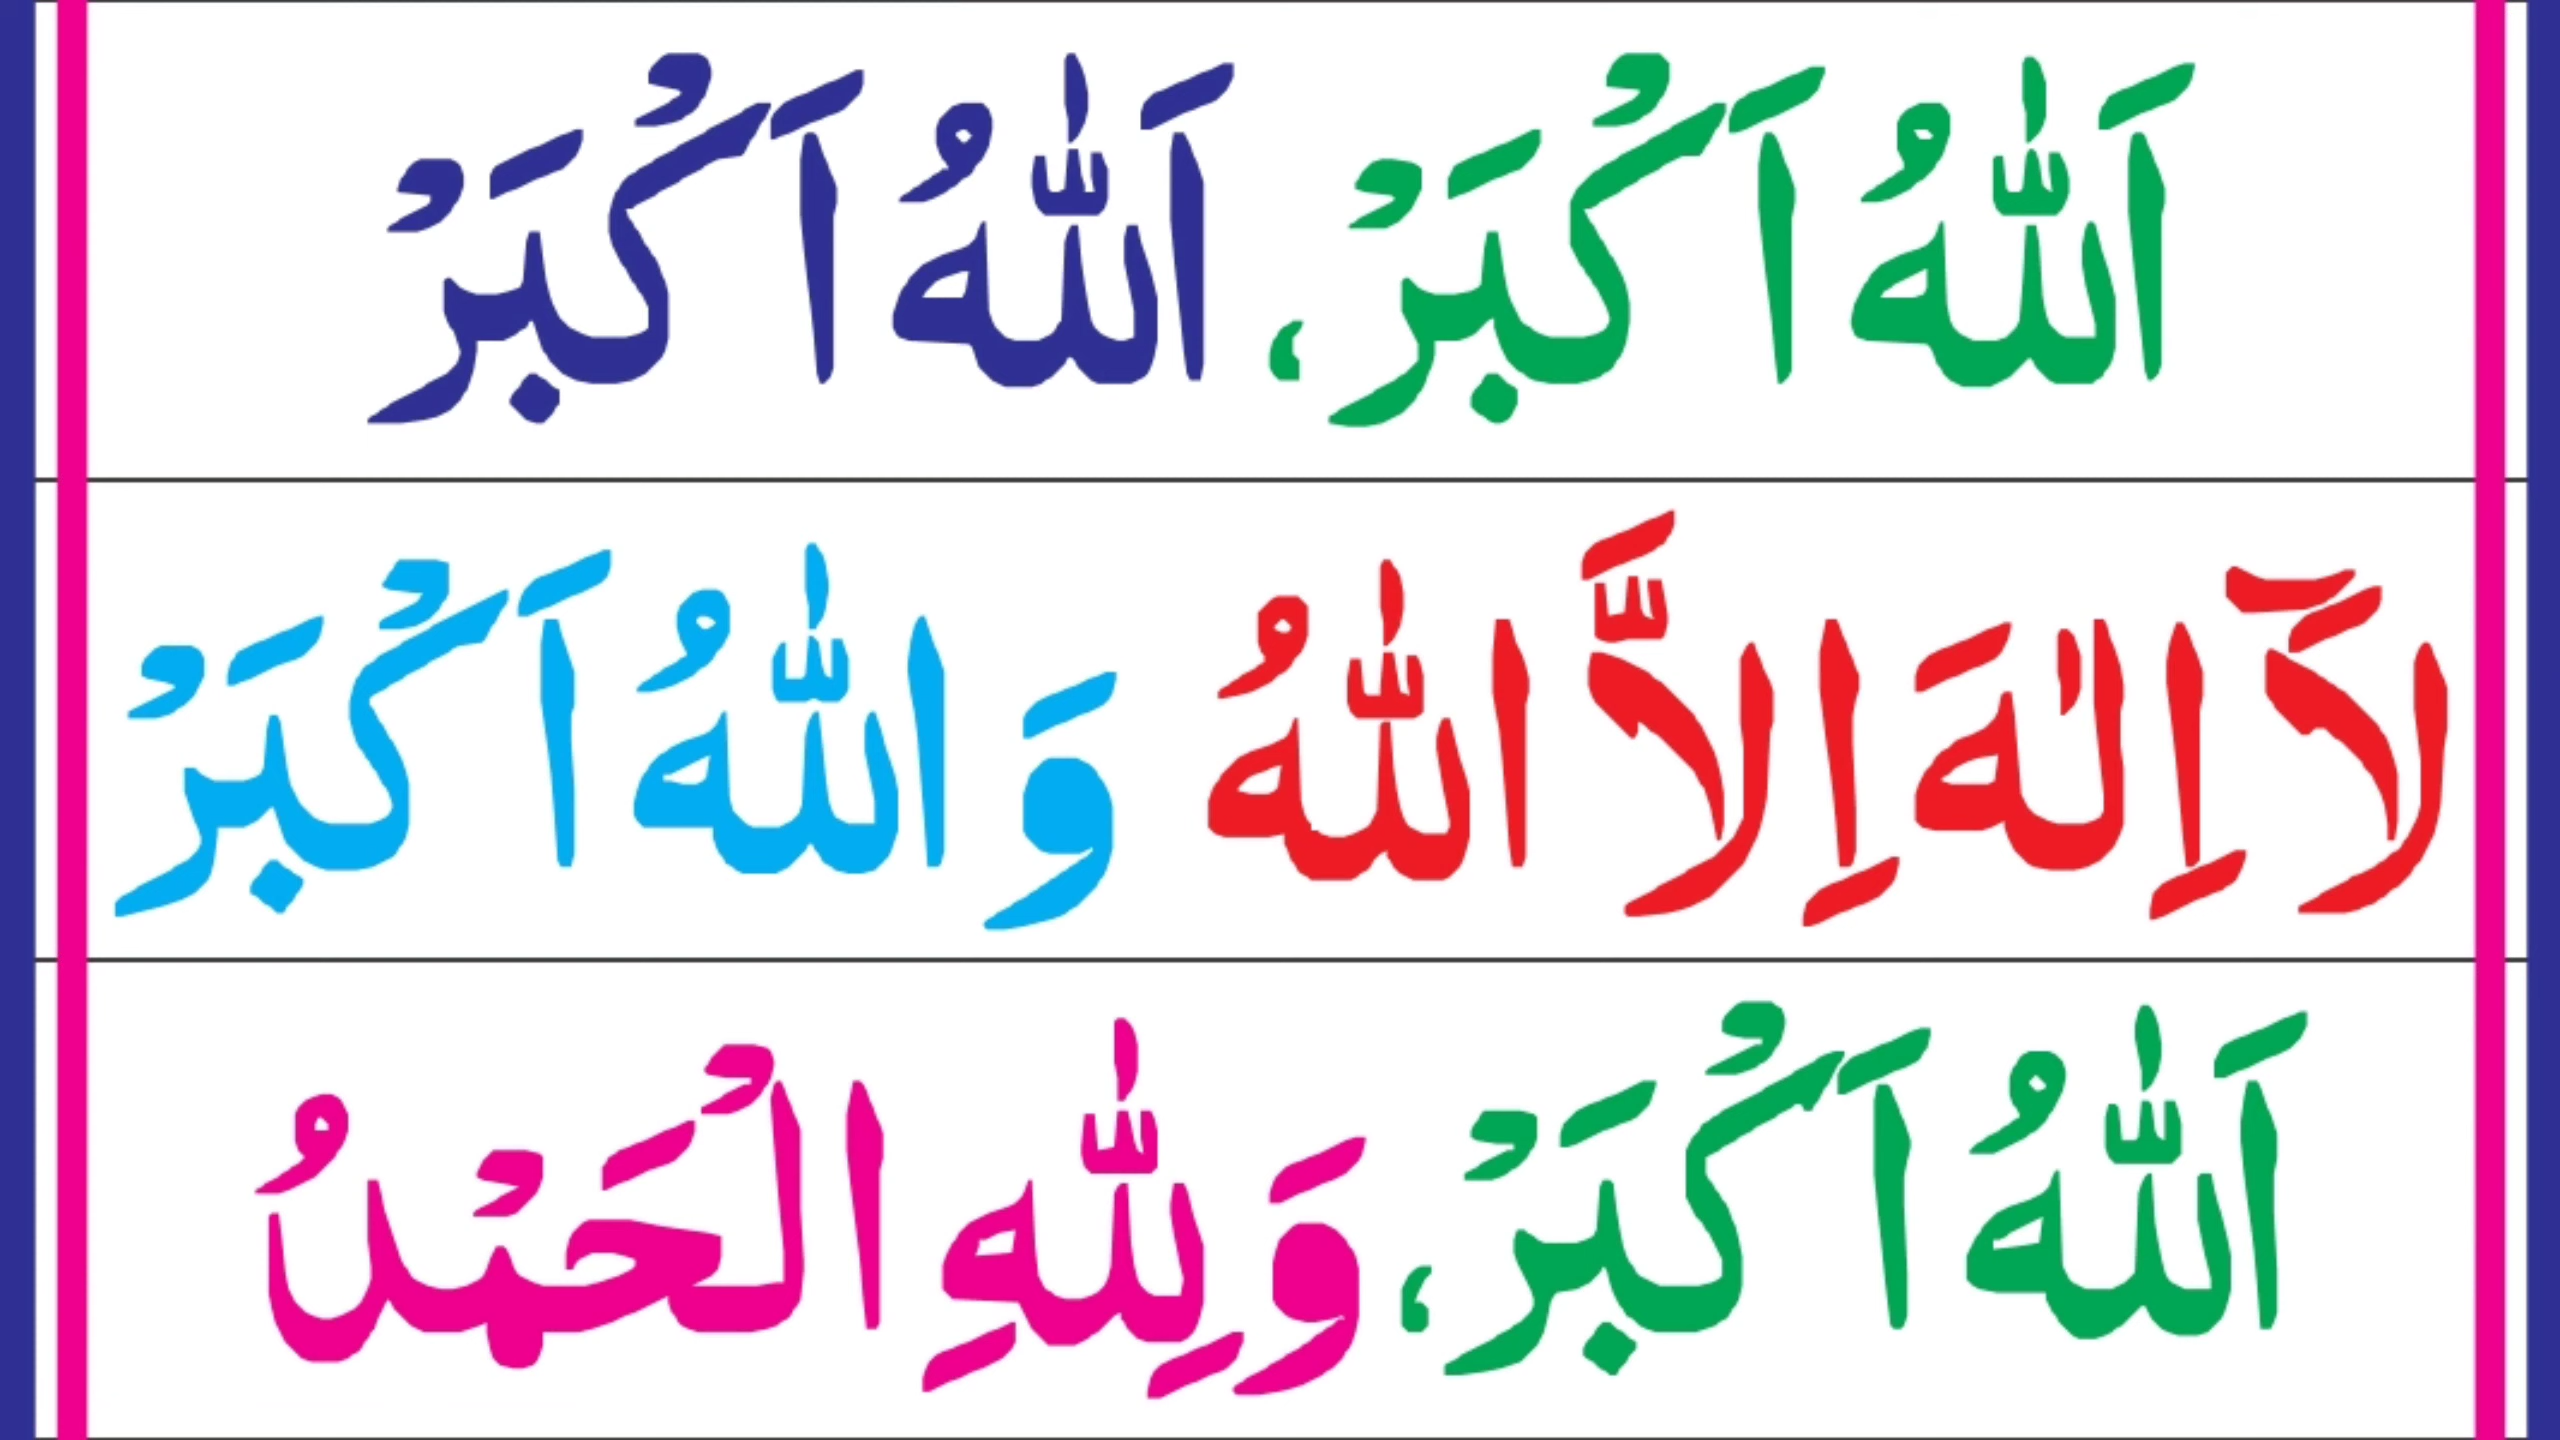 اَللّٰهُ اَكْبَرْ، اَللّٰهُ اَكْبَرْ
لَآ اِلٰهَ اِلَّا اللّٰهُ وَاللّٰهُ اَكْبَرْ
اَللّٰهُ اَكْبَرْ، وَلِلّٰهِ الْحَمْدُ